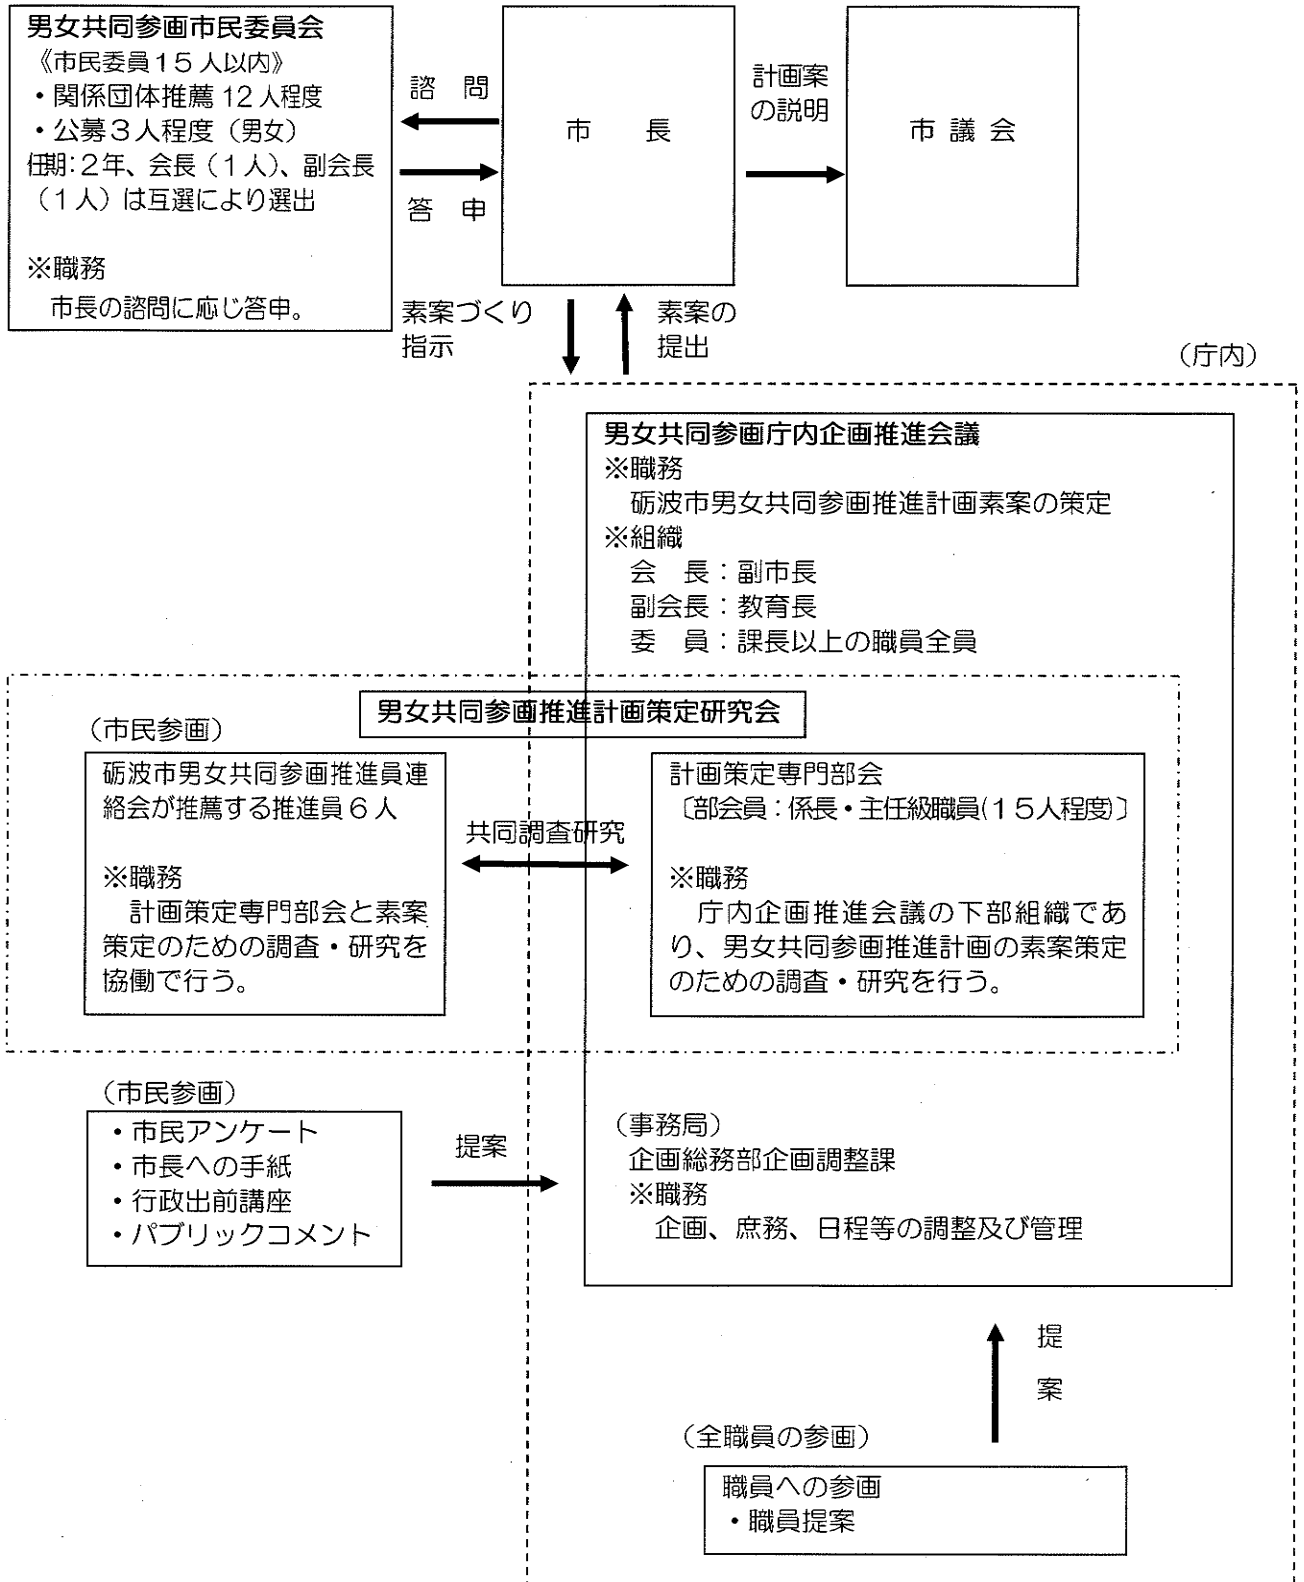 男女共同参画市民委員会
《市民委員15人以内》
・関係団体推薦12人程度
・公募3人程度（男女）
任期：2年、会長（1人）、副会長
（1人）は互選により選出
※職務
市長の諮問に応じ答申。
諮　問
答　申
市　　長
計画案
の説明
市 議 会
素案づくり
指示
素案の
提出
（庁内）
男女共同参画庁内企画推進会議
※職務
砺波市男女共同参画推進計画素案の策定
※組織
会　長：副市長
副会長：教育長
委　員：課長以上の職員全員
男女共同参画推進計画策定研究会
（市民参画）
砺波市男女共同参画推進員連
絡会が推薦する推進員6人
※職務
計画策定専門部会と素案
策定のための調査・研究を
協働で行う。
共同調査研究
計画策定専門部会
〔部会員：係長・主任級職員(15人程度)〕
※職務
庁内企画推進会議の下部組織であ
り、男女共同参画推進計画の素案策定
のための調査・研究を行う。
（市民参画）
・市民アンケート
・市長への手紙
・行政出前講座
・パブリックコメント
提案
（事務局）
企画総務部企画調整課
※職務
企画、庶務、日程等の調整及び管理
提
案
（全職員の参画）
職員への参画
・職員提案